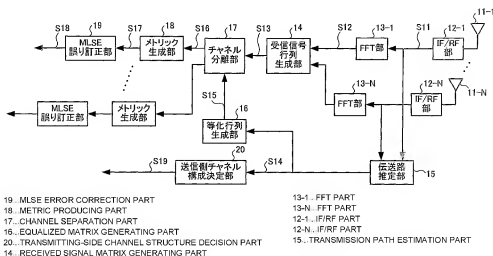 S18
19
S17
18
S16
17
S13
14
S12
13-1
S11
12-1
11-1
MLSE
誤り訂正部
メトリック
生成部
チャネル
分離部
受信信号
行列
生成部
FFT部
IF/RF
部
13-N
12-N
FFT部
IF/RF
部
11-N
S15
16
MLSE
誤り訂正部
メトリック
生成部
等化行列
生成部
20
S19
送信側チャネル
構成決定部
S14
伝送路
推定部
15
19...MLSE ERROR CORRECTION PART
18...METRIC PRODUCING PART
17...CHANNEL SEPARATION PART
16...EQUALIZED MATRIX GENERATING PART
20...TRANSMITTING-SIDE CHANNEL STRUCTURE DECISION PART
14...RECEIVED SIGNAL MATRIX GENERATING PART
13-1...FFT PART
13-N...FFT PART
12-1...IF/RF PART
12-N...IF/RF PART
15...TRANSMISSION PATH ESTIMATION PART